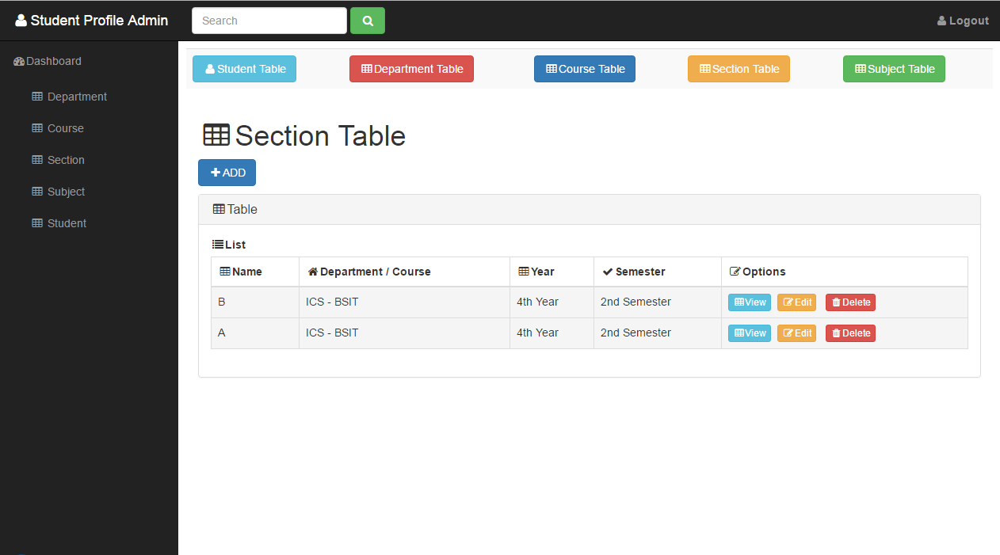 Student Profile Admin Search Logout
Dashboard
Student Table Department Table Course Table Section Table Subject Table
Department
Course
Section
Subject
Student
Section Table
ADD
Table
List
Name Department / Course Year Semester Options
B ICS - BSIT 4th Year 2nd Semester View Edit Delete
A ICS - BSIT 4th Year 2nd Semester View Edit Delete